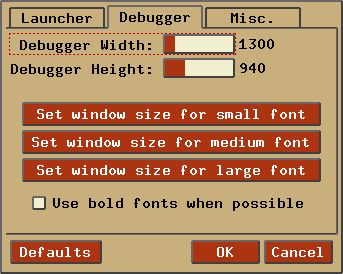 Launcher Debugger Misc.
Debugger Width: 1300
Debugger Height: 940
Set window size for small font
Set window size for medium font
Set window size for large font
Use bold fonts when possible
Defaults OK Cancel